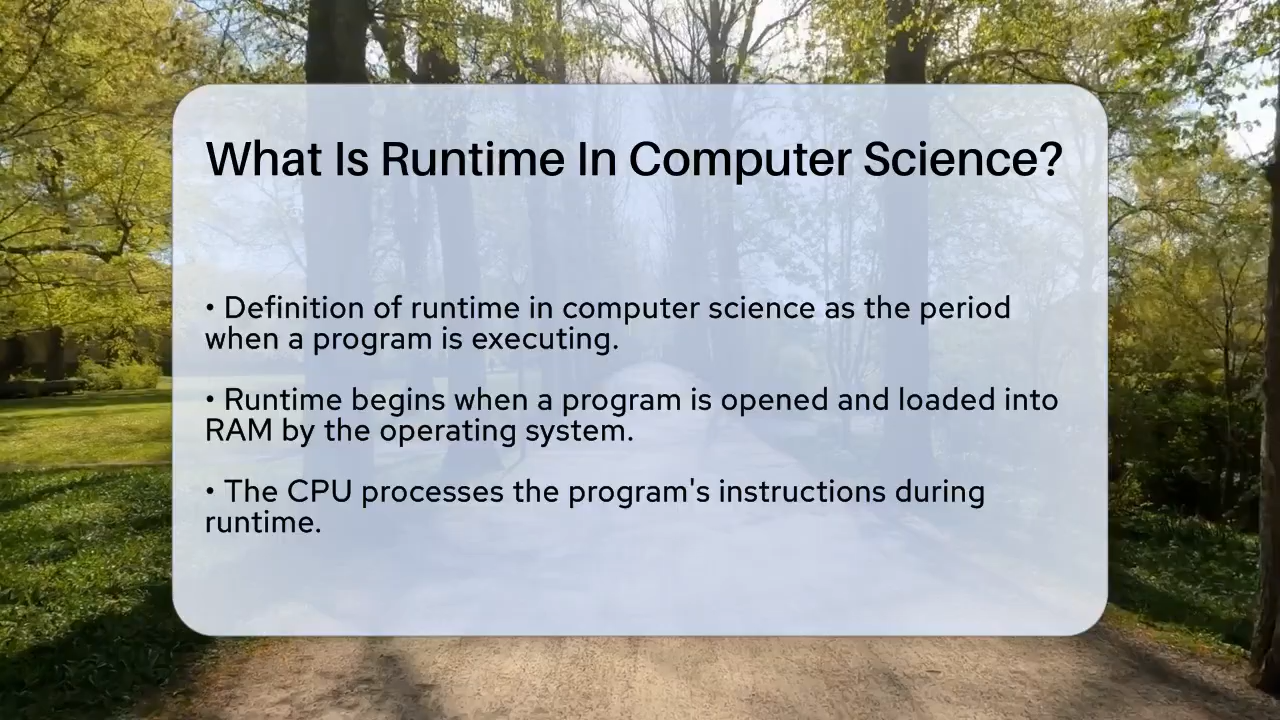 What Is Runtime In Computer Science?
• Definition of runtime in computer science as the period
when a program is executing.
• Runtime begins when a program is opened and loaded into
RAM by the operating system.
• The CPU processes the program's instructions during
runtime.